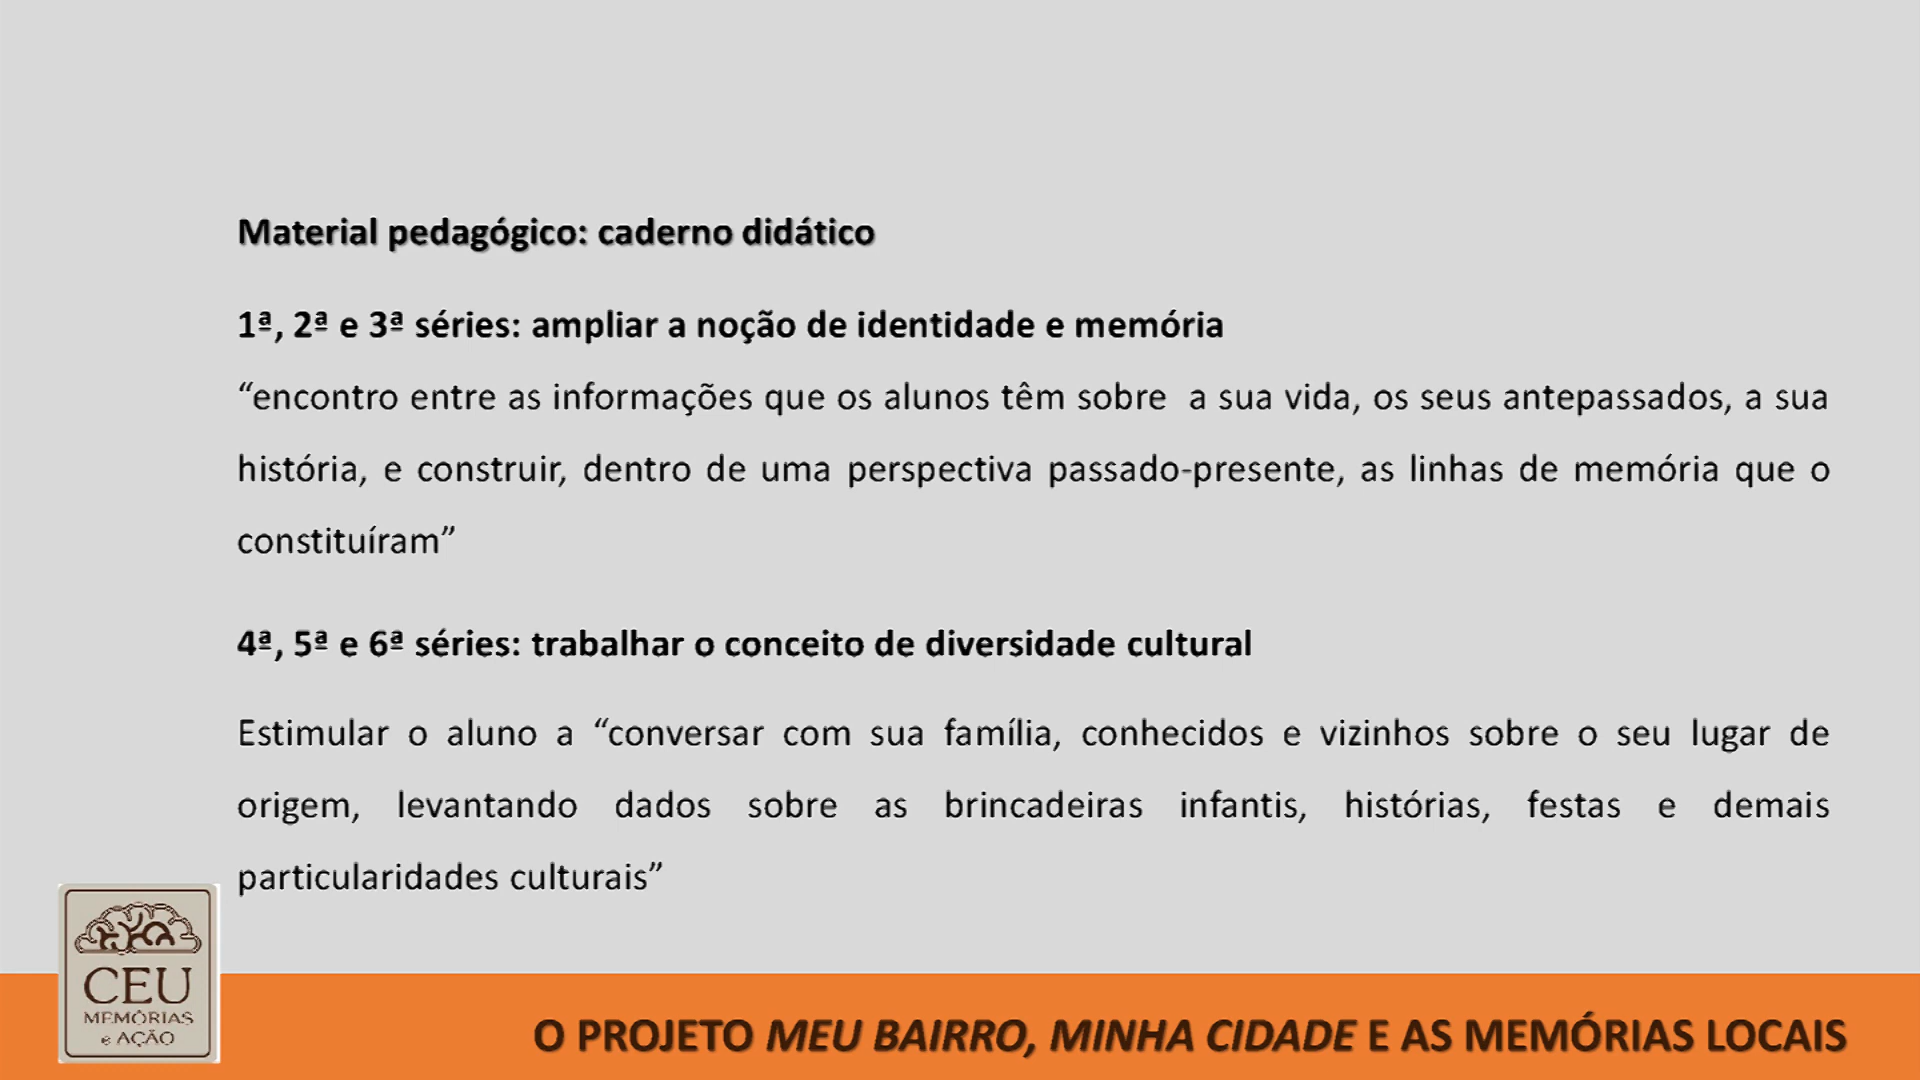 Material pedagógico: caderno didático
1ª, 2ª e 3ª séries: ampliar a noção de identidade e memória
“encontro entre as informações que os alunos têm sobre  a sua vida, os seus antepassados, a sua
história, e construir, dentro de uma perspectiva passado-presente, as linhas de memória que o
constituíram”
4ª, 5ª e 6ª séries: trabalhar o conceito de diversidade cultural
Estimular o aluno a “conversar com sua família, conhecidos e vizinhos sobre o seu lugar de
origem, levantando dados sobre as brincadeiras infantis, histórias, festas e demais
particularidades culturais”
CEU
MEMÓRIAS
e AÇÃO
O PROJETO MEU BAIRRO, MINHA CIDADE E AS MEMÓRIAS LOCAIS